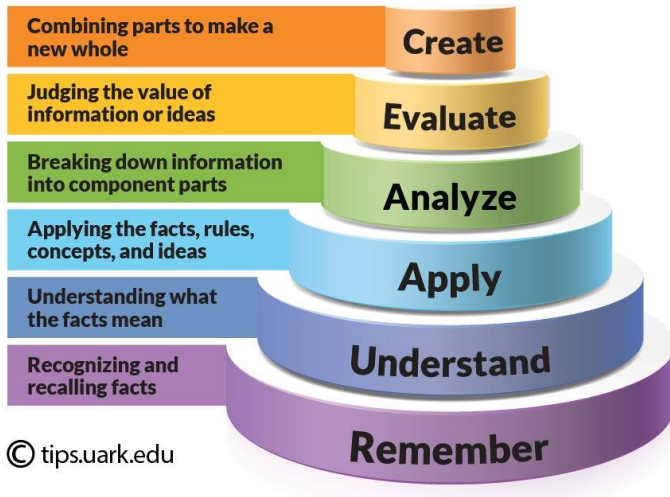 Combining parts to make a
new whole
Create
Judging the value of
information or ideas
Evaluate
Breaking down information
into component parts
Analyze
Applying the facts, rules,
concepts, and ideas
Apply
Understanding what
the facts mean
Understand
Recognizing and
recalling facts
Remember
© tips.uark.edu